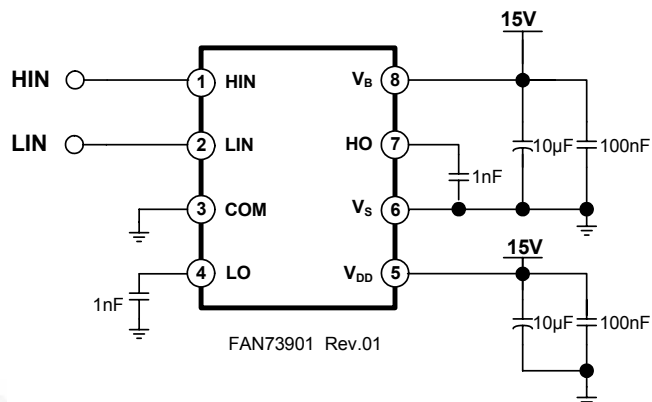 15V
HIN 1 HIN V_B 8
LIN 2 LIN HO 7 10µF 100nF
1nF
3 COM V_S 6
15V
4 LO V_DD 5
1nF 10µF 100nF
FAN73901 Rev.01